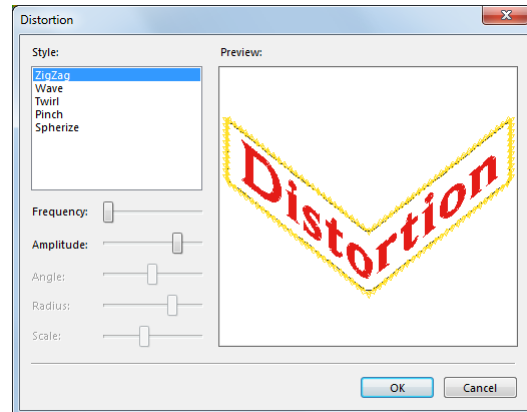 Distortion
Style:
ZigZag
Wave
Twirl
Pinch
Spherize
Frequency:
Amplitude:
Angle:
Radius:
Scale:
Preview:
Distortion
OK
Cancel